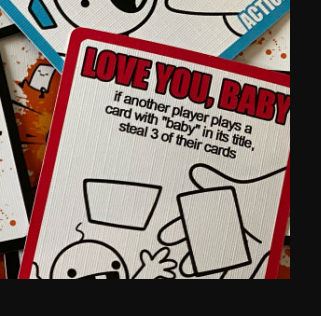 ACTIO
LOVE YOU, BABY
if another player plays a
card with "baby" in its title,
steal 3 of their cards